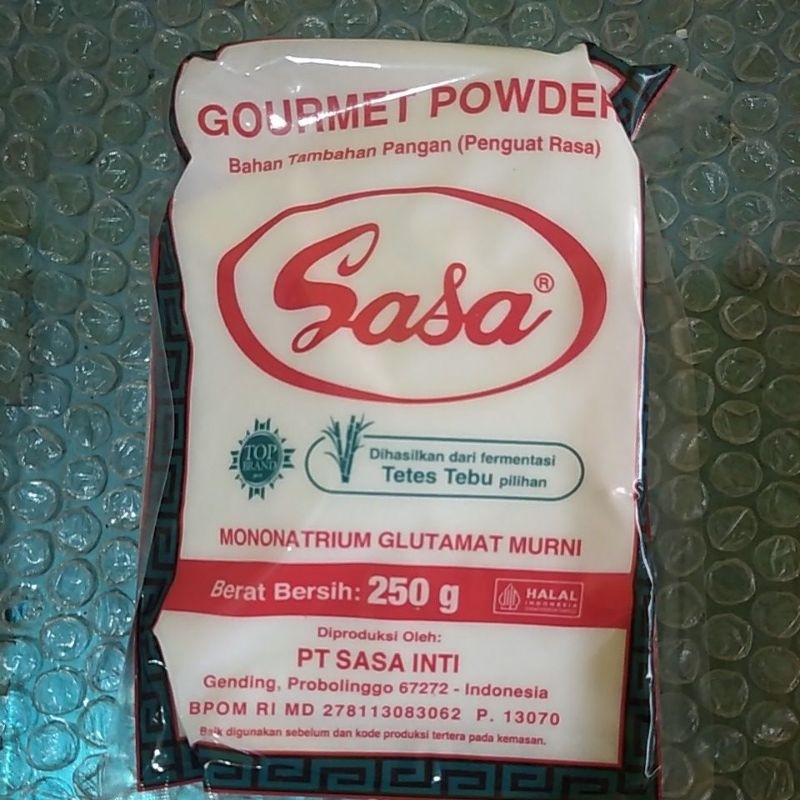 GOURMET POWDER
Bahan Tambahan Pangan (Penguat Rasa)
Sasa®
TOP
BRAND
Dihasilkan dari fermentasi
Tetes Tebu pilihan
MONONATRIUM GLUTAMAT MURNI
Berat Bersih: 250 g
HALAL
INDONESIA
Diproduksi Oleh:
PT SASA INTI
Gending, Probolinggo 67272 - Indonesia
BPOM RI MD 278113083062 P. 13070
Baik digunakan sebelum dan kode produksi tertera pada kemasan.